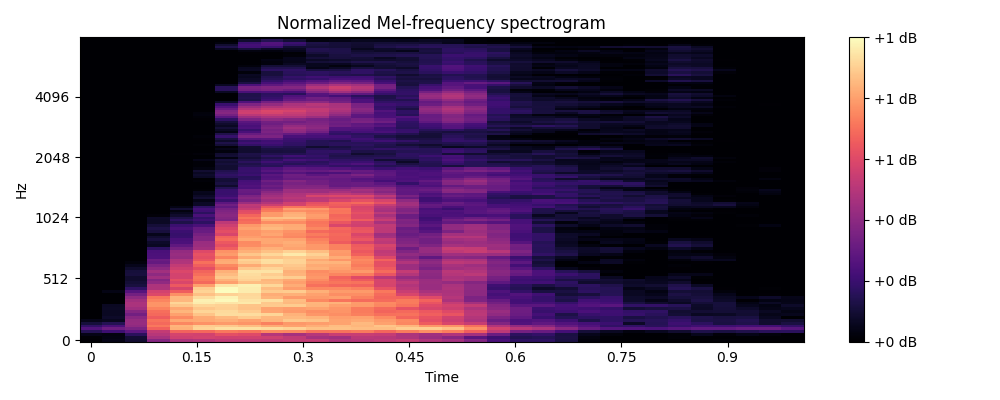 Normalized Mel-frequency spectrogram
Hz
4096
2048
1024
512
0
0 0.15 0.3 0.45 0.6 0.75 0.9
Time
+1 dB
+1 dB
+1 dB
+0 dB
+0 dB
+0 dB